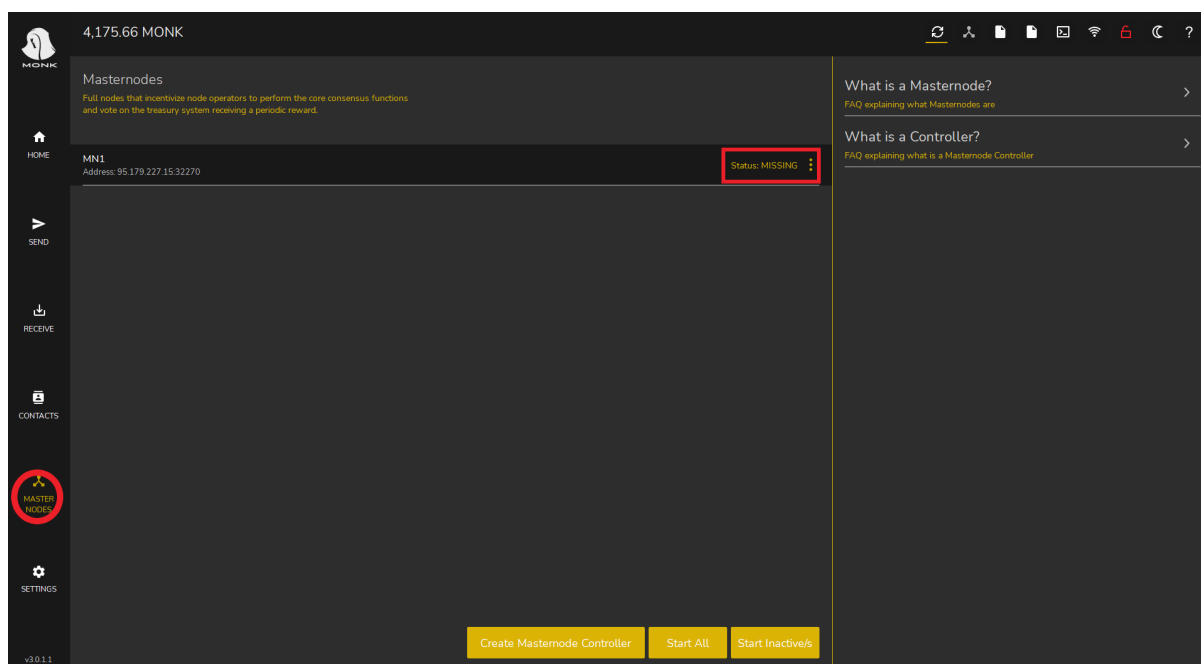 MONK
4,175.66 MONK
?
HOME
SEND
RECEIVE
CONTACTS
MASTER
NODES
SETTINGS
v3.0.1.1
Masternodes
Full nodes that incentivize node operators to perform the core consensus functions
and vote on the treasury system receiving a periodic reward.
MN1
Address: 95.179.227.15:32270
Status: MISSING
Create Masternode Controller
Start All
Start Inactive/s
What is a Masternode?
FAQ explaining what Masternodes are
What is a Controller?
FAQ explaining what is a Masternode Controller